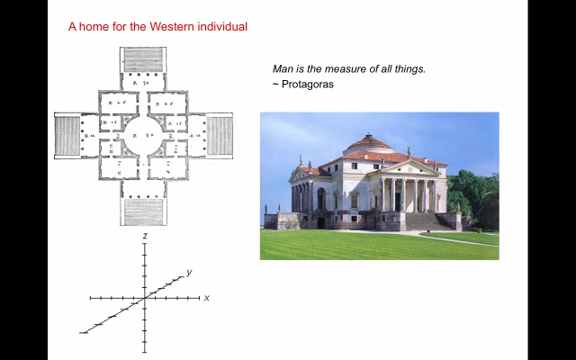 A home for the Western individual
Man is the measure of all things.
~ Protagoras
z
y
x